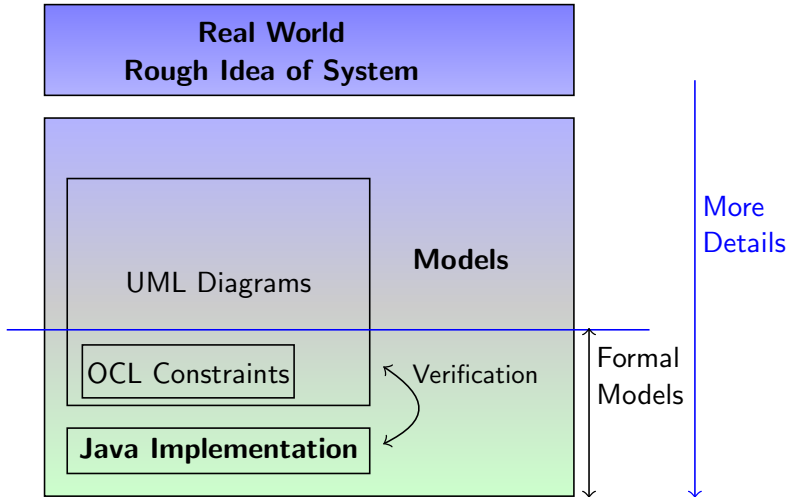 Real World
Rough Idea of System
More
Details
Models
UML Diagrams
Formal
Models
OCL Constraints
Verification
Java Implementation